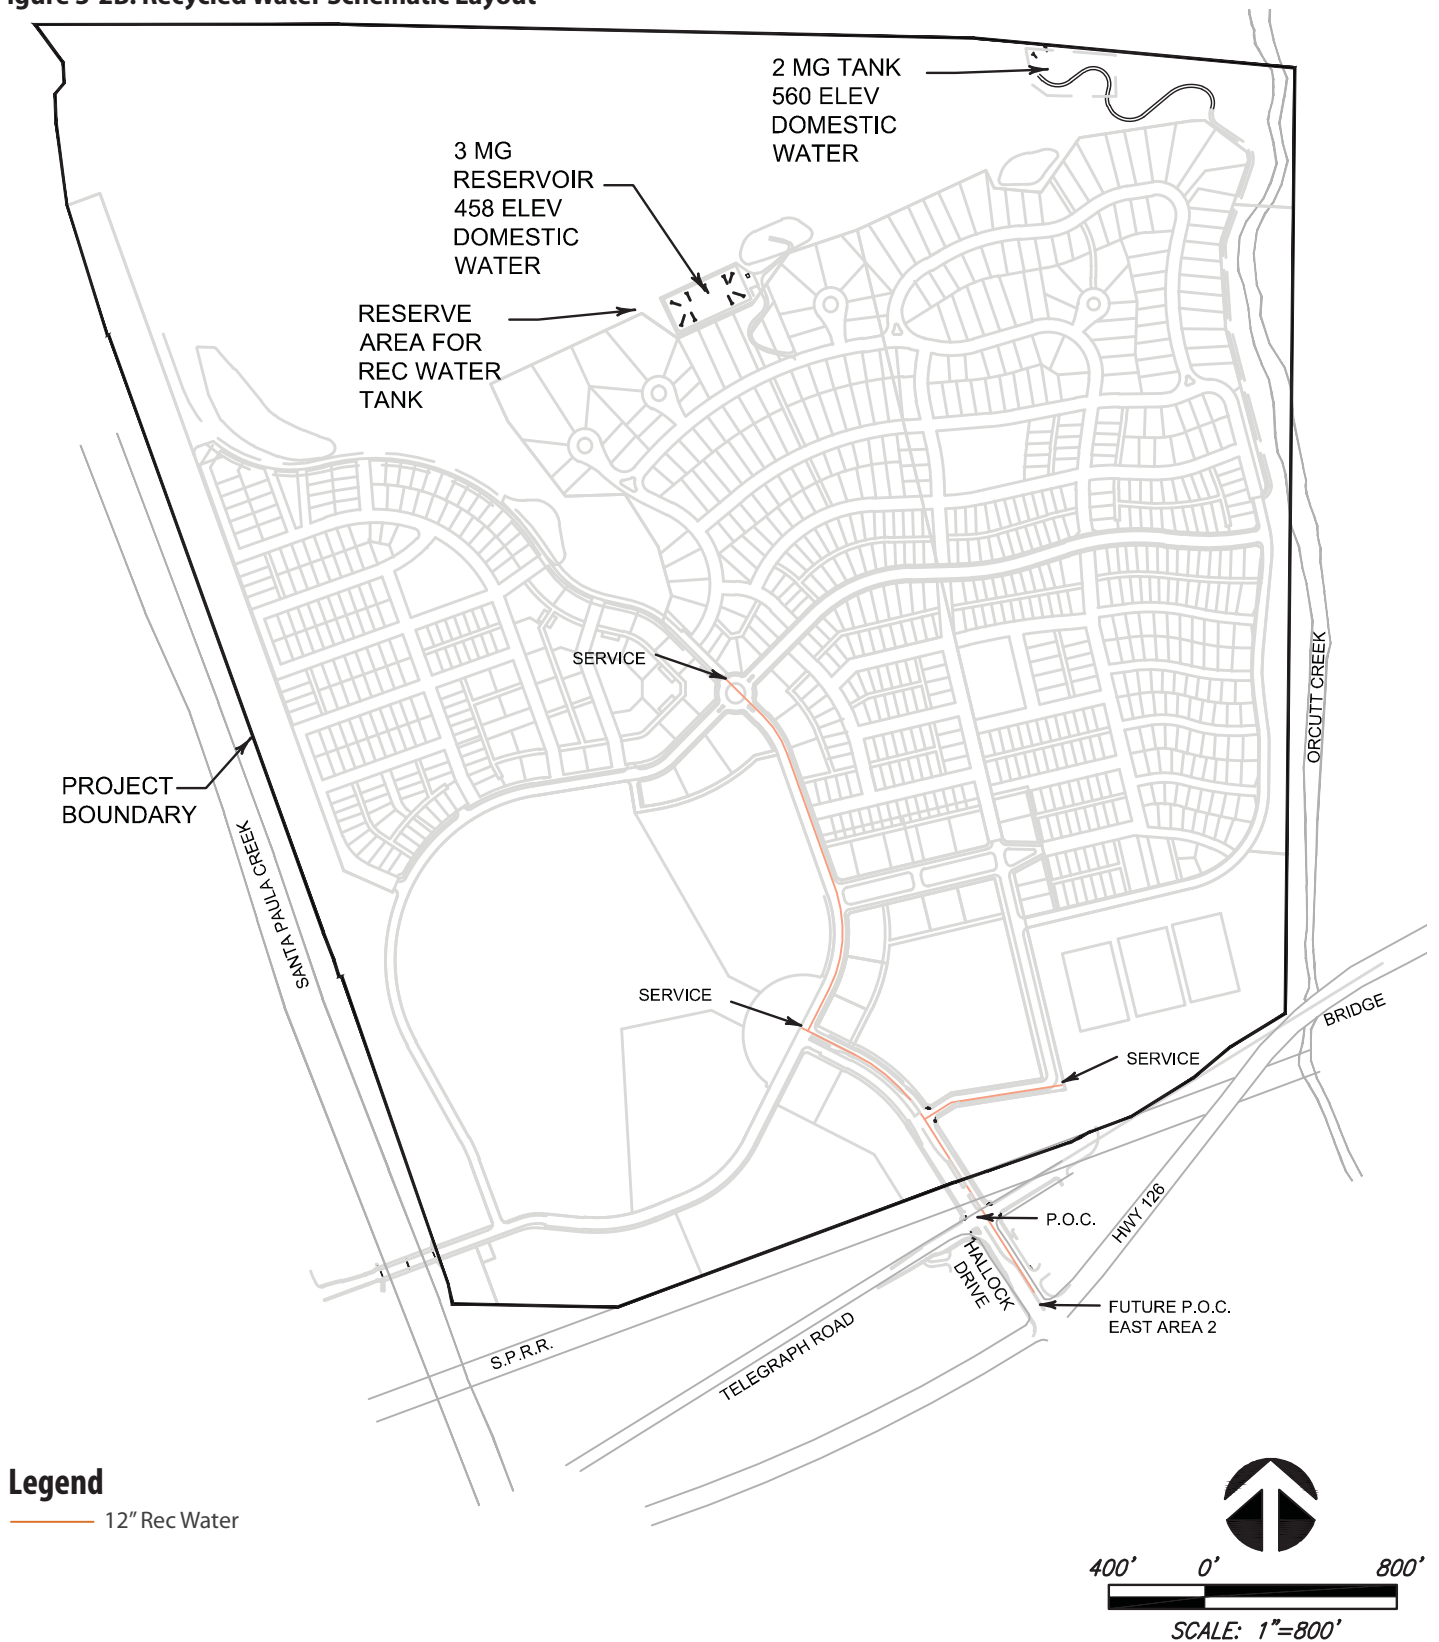 Figure 5-2B: Recycled Water Schematic Layout
2 MG TANK
560 ELEV
DOMESTIC
WATER
3 MG
RESERVOIR
458 ELEV
DOMESTIC
WATER
RESERVE
AREA FOR
REC WATER
TANK
SERVICE
ORCUTT CREEK
PROJECT
BOUNDARY
SANTA PAULA CREEK
SERVICE
BRIDGE
SERVICE
P.O.C.
HWY 126
HALLOCK
DRIVE
FUTURE P.O.C.
EAST AREA 2
S.P.R.R.
TELEGRAPH ROAD
Legend
12" Rec Water
400' 0' 800'
SCALE: 1"=800'